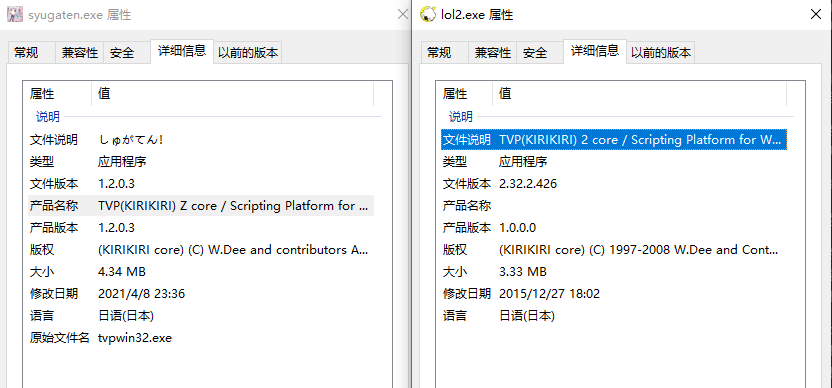 syugaten.exe 属性
常规 兼容性 安全 详细信息 以前的版本
属性 值
说明
文件说明 しゅがてん!
类型 应用程序
文件版本 1.2.0.3
产品名称 TVP(KIRIKIRI) Z core / Scripting Platform for ...
产品版本 1.2.0.3
版权 (KIRIKIRI core) (C) W.Dee and contributors A...
大小 4.34 MB
修改日期 2021/4/8 23:36
语言 日语(日本)
原始文件名 tvpwin32.exe
lol2.exe 属性
常规 兼容性 安全 详细信息 以前的版本
属性 值
说明
文件说明 TVP(KIRIKIRI) 2 core / Scripting Platform for W...
类型 应用程序
文件版本 2.32.2.426
产品名称
产品版本 1.0.0.0
版权 (KIRIKIRI core) (C) 1997-2008 W.Dee and Cont...
大小 3.33 MB
修改日期 2015/12/27 18:02
语言 日语(日本)